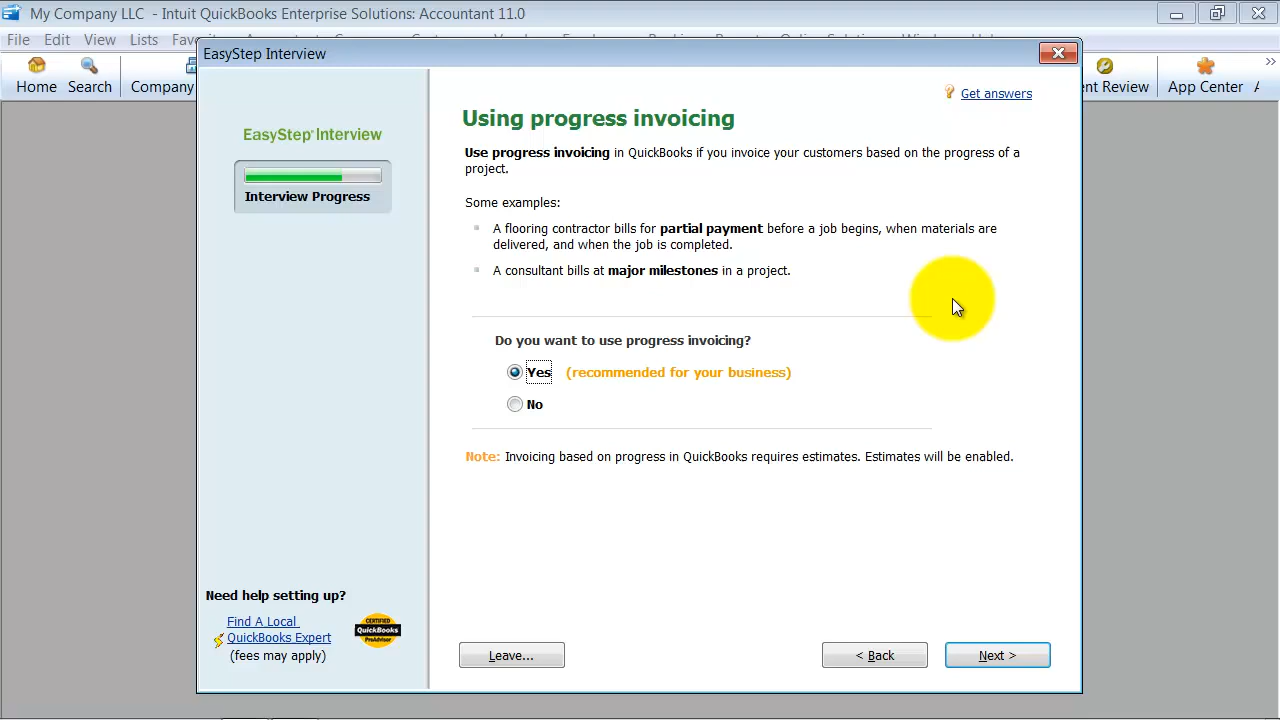 My Company LLC - Intuit QuickBooks Enterprise Solutions: Accountant 11.0
File Edit View Lists
EasyStep Interview
Home Search Company
nt Review App Center
Get answers
EasyStep Interview
Interview Progress
Using progress invoicing
Use progress invoicing in QuickBooks if you invoice your customers based on the progress of a
project.
Some examples:
A flooring contractor bills for partial payment before a job begins, when materials are
delivered, and when the job is completed.
A consultant bills at major milestones in a project.
Do you want to use progress invoicing?
Yes (recommended for your business)
No
Note: Invoicing based on progress in QuickBooks requires estimates. Estimates will be enabled.
Need help setting up?
Find A Local
QuickBooks Expert
(fees may apply)
CERTIFIED
QuickBooks
ProAdvisor
Leave... < Back Next >